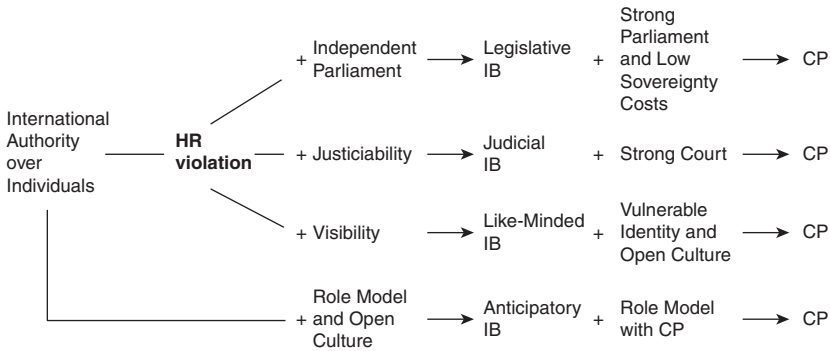 International
Authority
over
Individuals
HR
violation
+ Independent
Parliament
Legislative
IB
+
Strong
Parliament
and Low
Sovereignty
Costs
CP
+ Justiciability
Judicial
IB
+ Strong Court
CP
+ Visibility
Like-Minded
IB
+
Vulnerable
Identity and
Open Culture
CP
Role Model
+ and Open
Culture
Anticipatory
IB
+
Role Model
with CP
CP